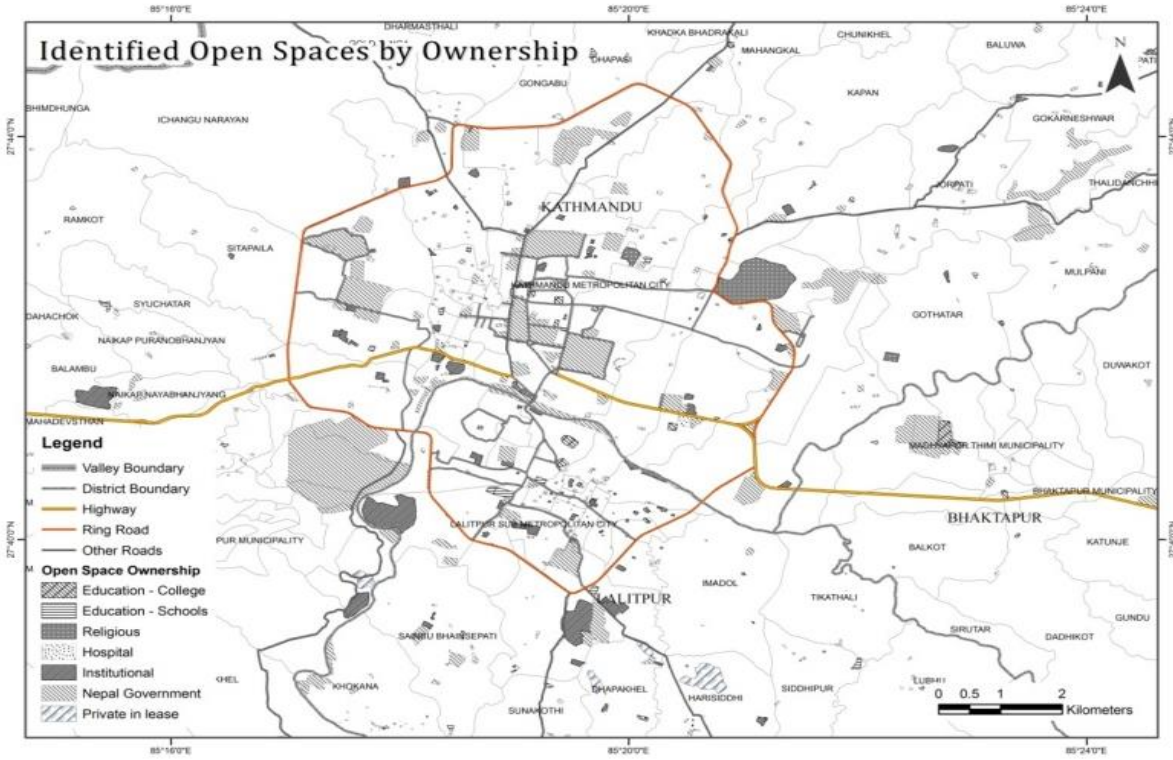 85°16'0"E
85°20'0"E
85°24'0"E
Identified Open Spaces by Ownership
N
DHARMASTHALI
KHADKA BHADRAKALI
MAHANGKAL
CHUNIKHEL
BALUWA
DHAPASI
GONGABU
KAPAN
ICHANGU NARAYAN
GOKARNESHWAR
27°44'0"N
JORPATI
THALIDANCHHI
RAMKOT
KATHMANDU
SITAPAILA
MULPANI
KATHMANDU METROPOLITAN CITY
SYUCHATAR
GOTHATAR
DAHACHOK
NAIKAP PURANOBHANJYAN
DUWAKOT
BALAMBU
NAIKAP NAYABHANJYANG
MAHADEVSTHAN
MADHYAPUR THIMI MUNICIPALITY
BHAKTAPUR MUNICIPALITY
BHAKTAPUR
LALITPUR SUB METROPOLITAN CITY
PUR MUNICIPALITY
27°40'0"N
BALKOT
KATUNJE
IMADOL
TIKATHALI
LALITPUR
GUNDU
SIRUTAR
DADHIKOT
SAINBU BHAINSEPATI
KHEL
KHOKANA
DHAPAKHEL
HARISIDDHI
SIDDHIPUR
SUNAKOTHI
Legend
Valley Boundary
District Boundary
Highway
Ring Road
Other Roads
Open Space Ownership
Education - College
Education - Schools
Religious
Hospital
Institutional
Nepal Government
Private in lease
0 0.5 1 2
Kilometers
85°16'0"E
85°20'0"E
85°24'0"E